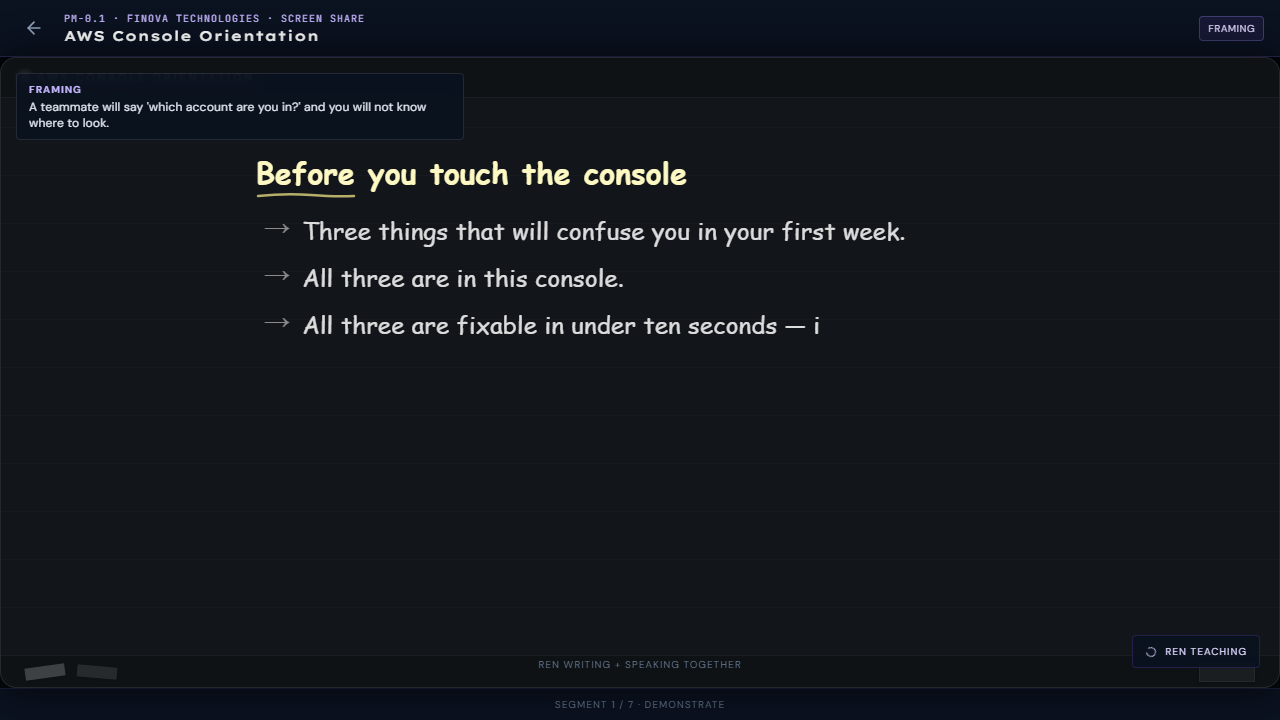 PM-0.1 · FINOVA TECHNOLOGIES · SCREEN SHARE
AWS Console Orientation
FRAMING
FRAMING
A teammate will say 'which account are you in?' and you will not know
where to look.
Before you touch the console
→ Three things that will confuse you in your first week.
→ All three are in this console.
→ All three are fixable in under ten seconds — i
REN WRITING + SPEAKING TOGETHER
REN TEACHING
SEGMENT 1 / 7 · DEMONSTRATE